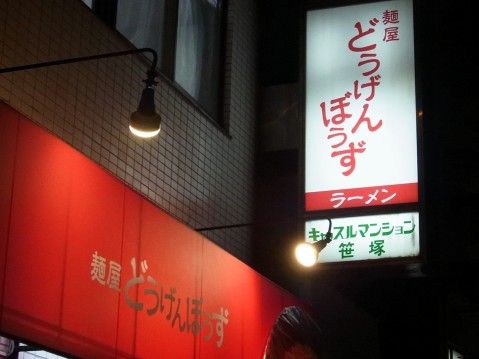 麺屋
どうげん
ぼうず
ラーメン
キャッスルマンション
笹塚
麺屋 どうげんぼうず